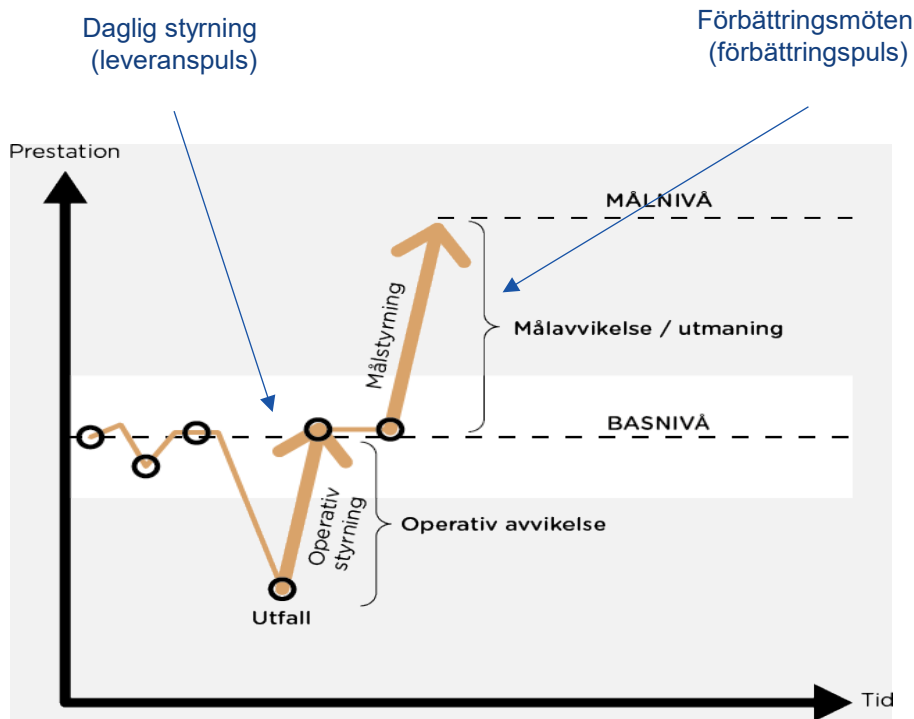 Daglig styrning
(leveranspuls)
Förbättringsmöten
(förbättringspuls)
Prestation
MÅLNIVÅ
Målstyrning
Målavvikelse / utmaning
BASNIVÅ
Operativ
styrning
Operativ avvikelse
Utfall
Tid